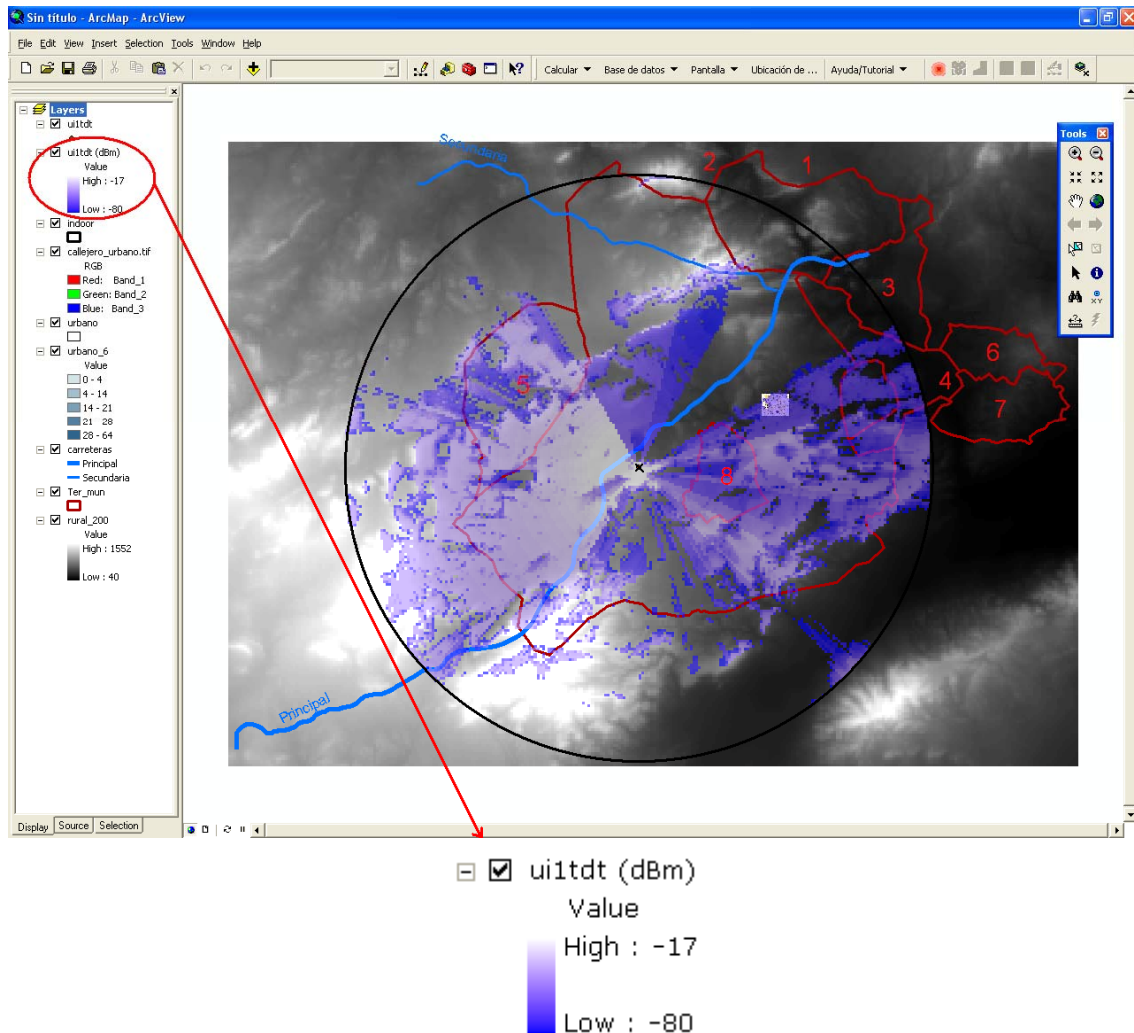 Sin título - ArcMap - ArcView
File Edit View Insert Selection Tools Window Help
Calcular Base de datos Pantalla Ubicación de ... Ayuda/Tutorial
Layers
ui1tdt
ui1tdt (dBm)
Value
High : -17
Low : -80
indoor
callejero_urbano.tif
RGB
Red: Band_1
Green: Band_2
Blue: Band_3
urbano
urbano_6
Value
0 - 4
4 - 14
14 - 21
21 28
28 - 64
carreteras
Principal
Secundaria
Ter_mun
rural_200
Value
High : 1552
Low : 40
Display Source Selection
Secundaria
2
1
3
6
4
7
5
8
Principal
Tools
XY
ui1tdt (dBm)
Value
High : -17
Low : -80